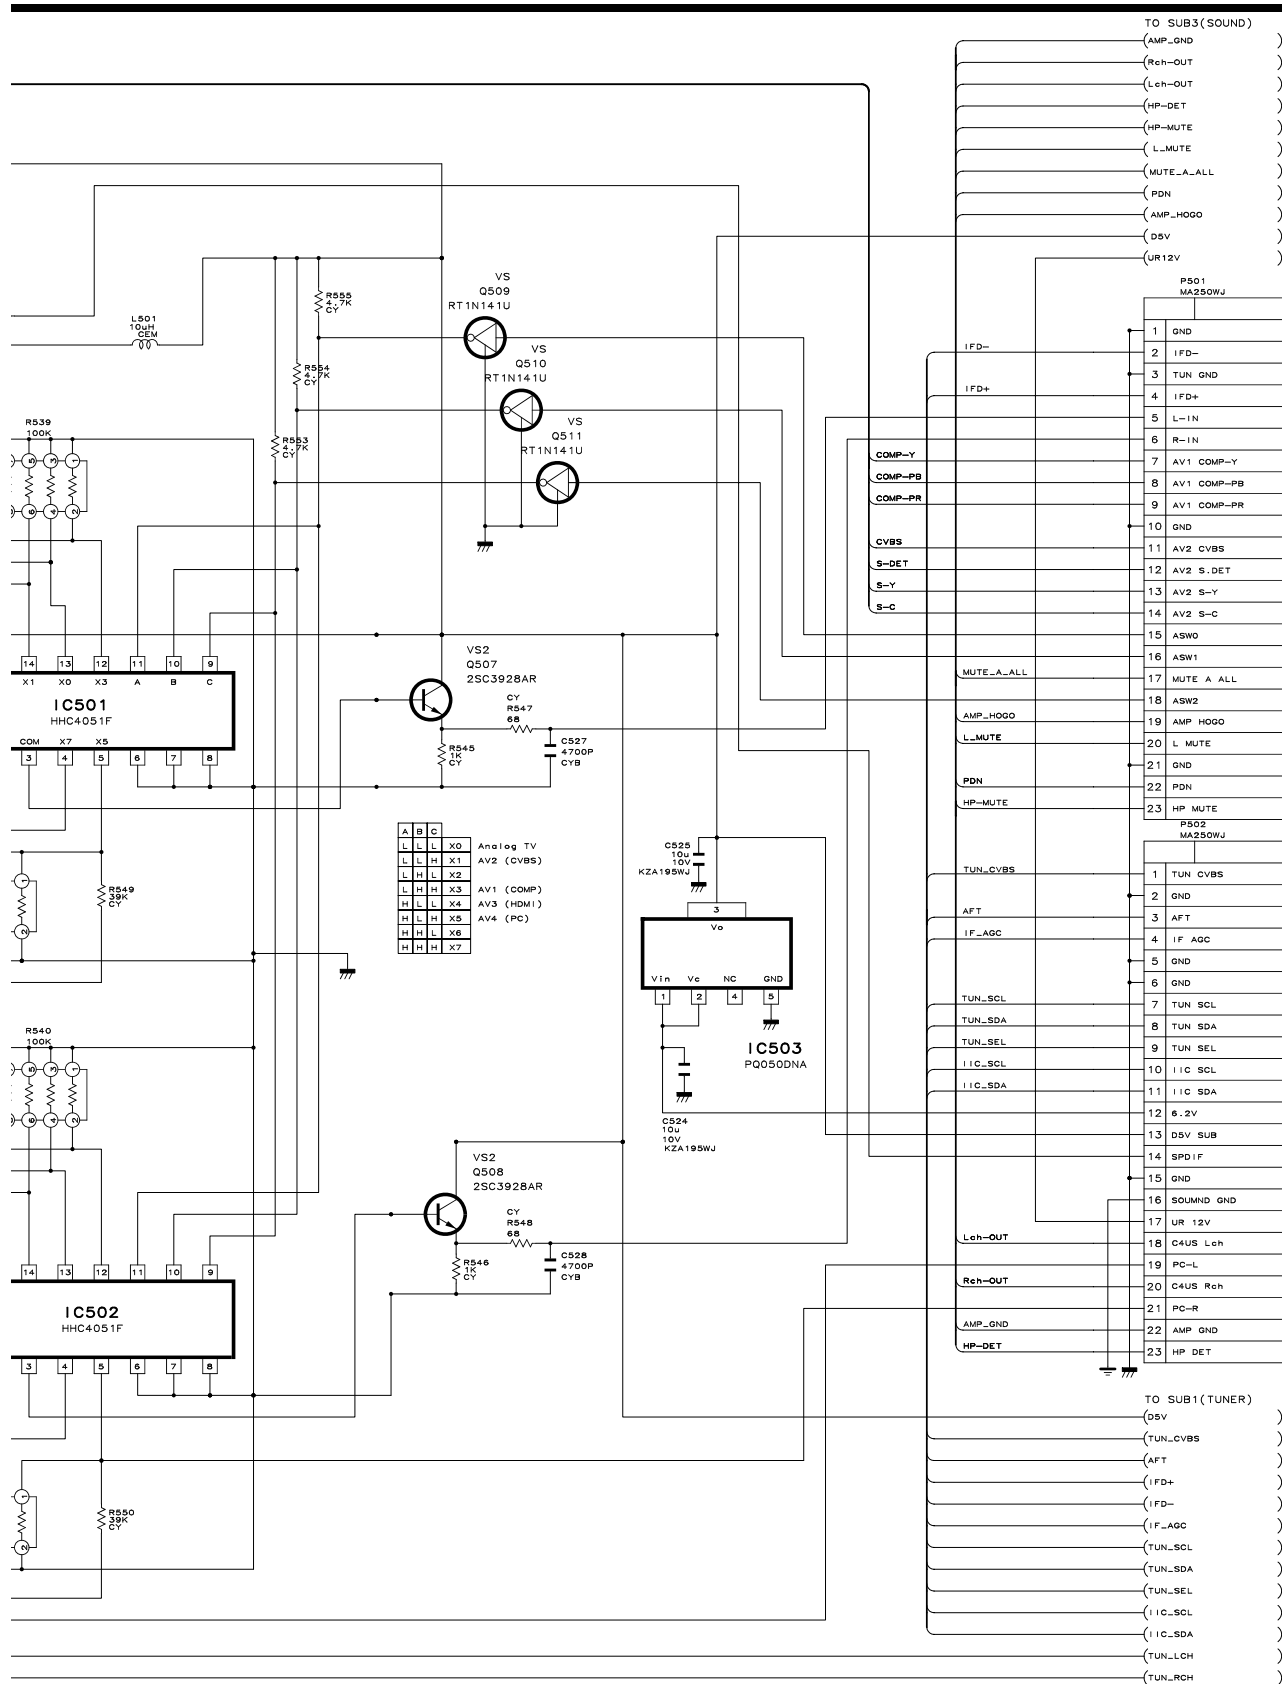 TO SUB3(SOUND)
AMP_GND
Rch-OUT
Lch-OUT
HP-DET
HP-MUTE
L_MUTE
MUTE_A_ALL
PDN
AMP_HOGO
D5V
UR12V
P501
MA250WJ
1 GND
2 IFD-
3 TUN GND
4 IFD+
5 L-IN
6 R-IN
7 AV1 COMP-Y
8 AV1 COMP-PB
9 AV1 COMP-PR
10 GND
11 AV2 CVBS
12 AV2 S.DET
13 AV2 S-Y
14 AV2 S-C
15 ASW0
16 ASW1
17 MUTE A ALL
18 ASW2
19 AMP HOGO
20 L MUTE
21 GND
22 PDN
23 HP MUTE
P502
MA250WJ
1 TUN CVBS
2 GND
3 AFT
4 IF AGC
5 GND
6 GND
7 TUN SCL
8 TUN SDA
9 TUN SEL
10 IIC SCL
11 IIC SDA
12 6.2V
13 D5V SUB
14 SPDIF
15 GND
16 SOUMND GND
17 UR 12V
18 C4US Lch
19 PC-L
20 C4US Rch
21 PC-R
22 AMP GND
23 HP DET
TO SUB1(TUNER)
D5V
TUN_CVBS
AFT
IFD+
IFD-
IF_AGC
TUN_SCL
TUN_SDA
TUN_SEL
IIC_SCL
IIC_SDA
TUN_LCH
TUN_RCH
IFD-
IFD+
COMP-Y
COMP-PB
COMP-PR
CVBS
S-DET
S-Y
S-C
MUTE_A_ALL
AMP_HOGO
L_MUTE
PDN
HP-MUTE
TUN_CVBS
AFT
IF_AGC
TUN_SCL
TUN_SDA
TUN_SEL
IIC_SCL
IIC_SDA
Lch-OUT
Rch-OUT
AMP_GND
HP-DET
VS
Q509
RT1N141U
VS
Q510
RT1N141U
VS
Q511
RT1N141U
R555
4.7K
CY
R554
4.7K
CY
R553
4.7K
CY
L501
10uH
CEM
R539
100K
5 3 1
6 4 2
14 13 12 11 10 9
X1 X0 X3 A B C
IC501
HHC4051F
COM X7 X5
3 4 5 6 7 8
VS2
Q507
2SC3928AR
CY
R547
68
R545
1K
CY
C527
4700P
CYB
A B C
L L L X0 Analog TV
L L H X1 AV2 (CVBS)
L H L X2
L H H X3 AV1 (COMP)
H L L X4 AV3 (HDMI)
H L H X5 AV4 (PC)
H H L X6
H H H X7
1
2
R549
39K
CY
C525
10u
10V
KZA195WJ
3
Vo
Vin Vc NC GND
1 2 4 5
IC503
PQ050DNA
C524
10u
10V
KZA195WJ
R540
100K
5 3 1
6 4 2
VS2
Q508
2SC3928AR
CY
R548
68
R546
1K
CY
C528
4700P
CYB
14 13 12 11 10 9
IC502
HHC4051F
3 4 5 6 7 8
1
2
R550
39K
CY